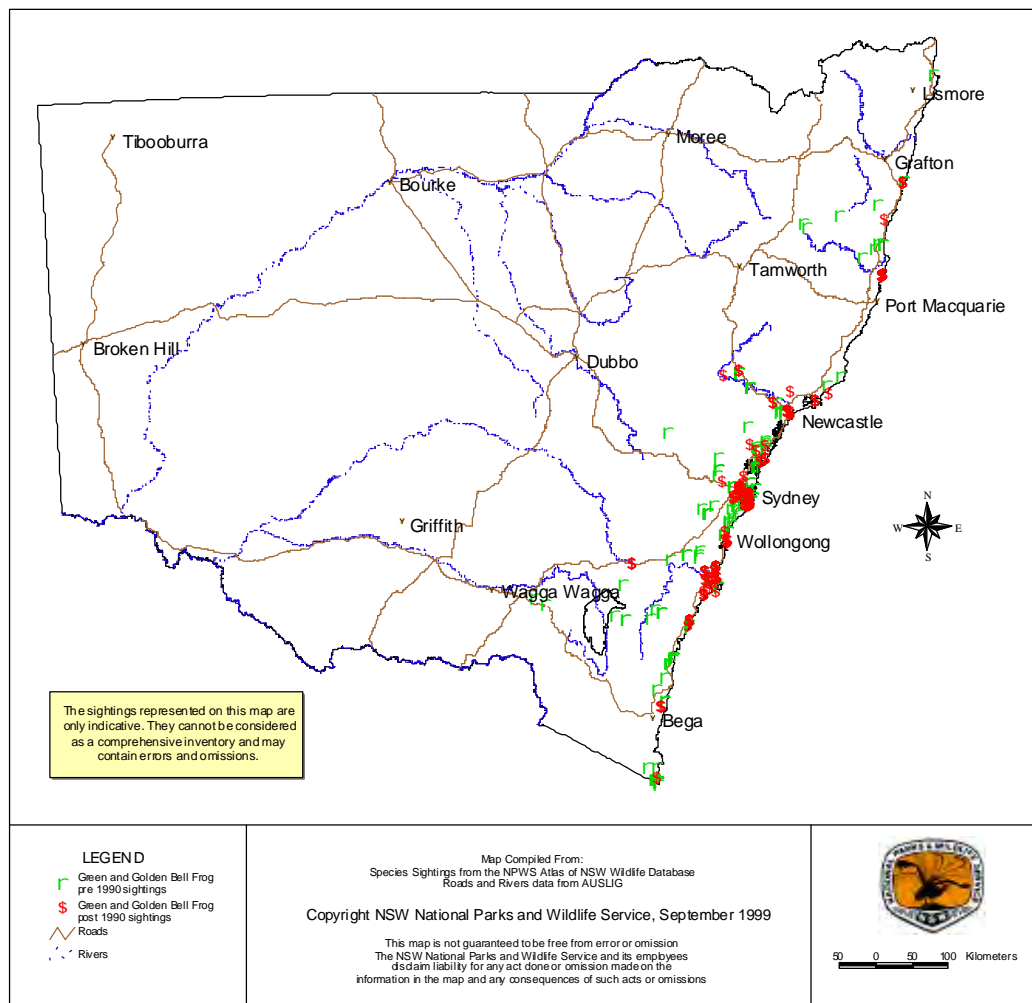 Tibooburra
Moree
Lismore
Grafton
Bourke
Tamworth
Port Macquarie
Broken Hill
Dubbo
Newcastle
Sydney
Griffith
Wollongong
Wagga Wagga
Bega
N
W E
S
The sightings represented on this map are
only indicative. They cannot be considered
as a comprehensive inventory and may
contain errors and omissions.
LEGEND
r Green and Golden Bell Frog
pre 1990 sightings
$ Green and Golden Bell Frog
post 1990 sightings
Roads
Rivers
Map Compiled From:
Species Sightings from the NPWS Atlas of NSW Wildlife Database
Roads and Rivers data from AUSLIG
Copyright NSW National Parks and Wildlife Service, September 1999
This map is not guaranteed to be free from error or omission
The NSW National Parks and Wildlife Service and its employees
disclaim liability for any act done or omission made on the
information in the map and any consequences of such acts or omissions
NATIONAL PARKS & WILDLIFE SERVICE
50 0 50 100 Kilometers